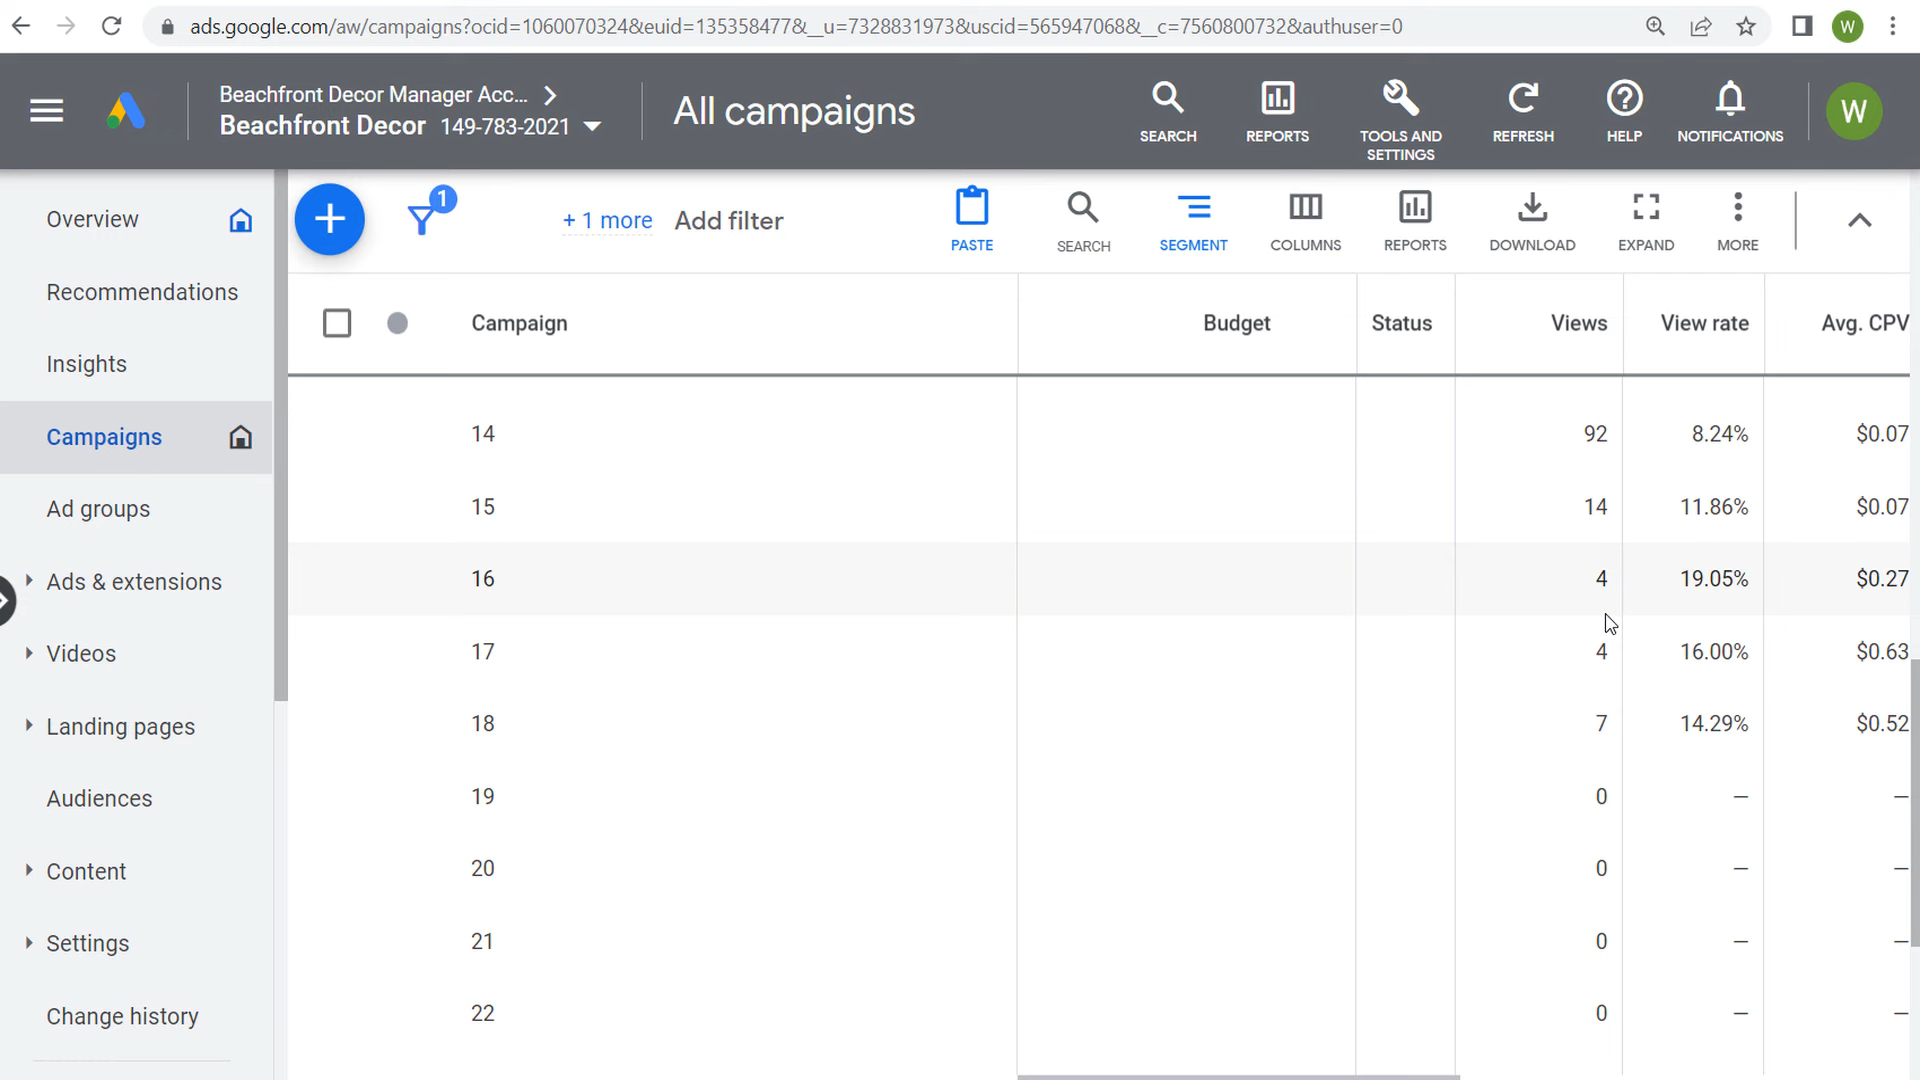 ads.google.com/aw/campaigns?ocid=1060070324&euid=135358477&__u=7328831973&uscid=565947068&__c=7560800732&authuser=0
W
Beachfront Decor Manager Acc...
Beachfront Decor 149-783-2021
All campaigns
SEARCH
REPORTS
TOOLS AND SETTINGS
REFRESH
HELP
NOTIFICATIONS
W
Overview
Recommendations
Insights
Campaigns
Ad groups
Ads & extensions
Videos
Landing pages
Audiences
Content
Settings
Change history
1
+ 1 more
Add filter
PASTE
SEARCH
SEGMENT
COLUMNS
REPORTS
DOWNLOAD
EXPAND
MORE
Campaign Budget Status Views View rate Avg. CPV
14 92 8.24% $0.07
15 14 11.86% $0.07
16 4 19.05% $0.27
17 4 16.00% $0.63
18 7 14.29% $0.52
19 0 — —
20 0 — —
21 0 — —
22 0 — —